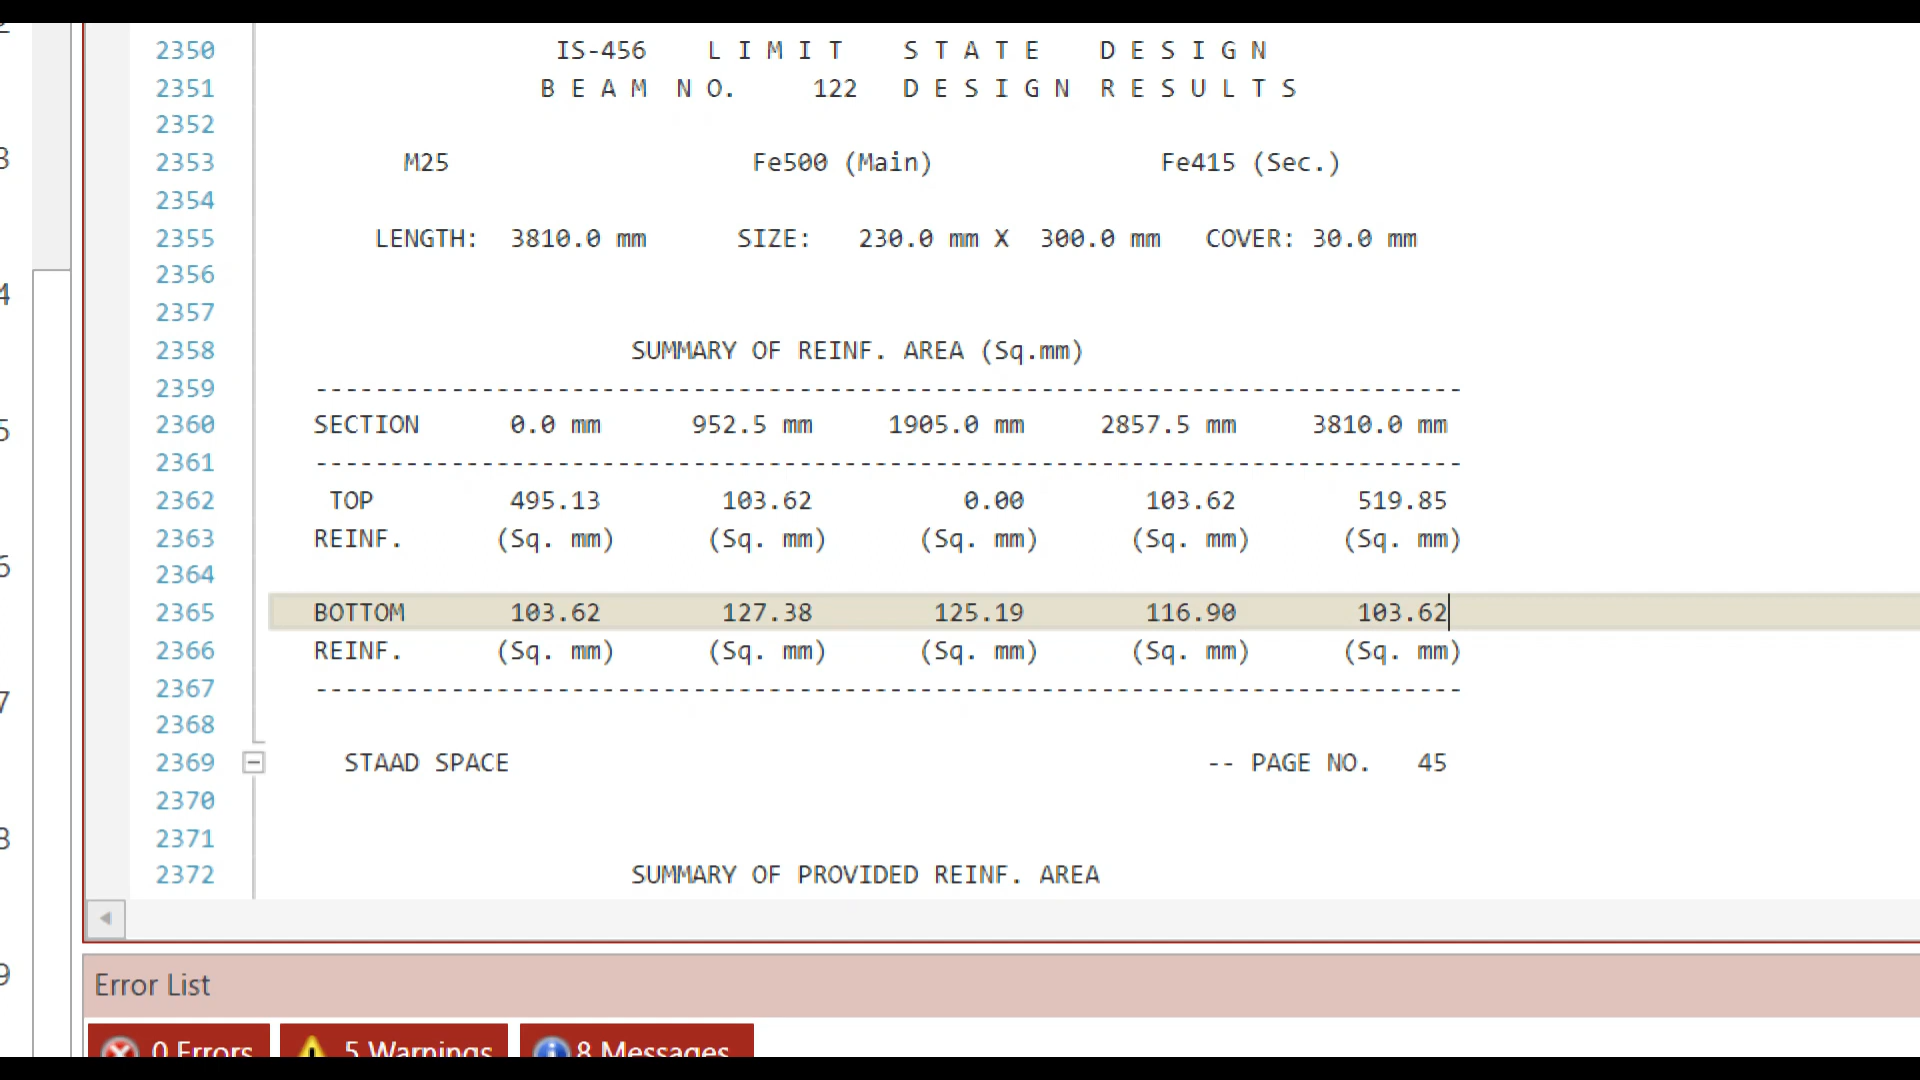 2350 IS-456 L I M I T S T A T E D E S I G N
2351 B E A M N O. 122 D E S I G N R E S U L T S
2352
2353 M25 Fe500 (Main) Fe415 (Sec.)
2354
2355 LENGTH: 3810.0 mm SIZE: 230.0 mm X 300.0 mm COVER: 30.0 mm
2356
2357
2358 SUMMARY OF REINF. AREA (Sq.mm)
2359 ----------------------------------------------------------------------------
2360 SECTION 0.0 mm 952.5 mm 1905.0 mm 2857.5 mm 3810.0 mm
2361 ----------------------------------------------------------------------------
2362 TOP 495.13 103.62 0.00 103.62 519.85
2363 REINF. (Sq. mm) (Sq. mm) (Sq. mm) (Sq. mm) (Sq. mm)
2364
2365 BOTTOM 103.62 127.38 125.19 116.90 103.62
2366 REINF. (Sq. mm) (Sq. mm) (Sq. mm) (Sq. mm) (Sq. mm)
2367 ----------------------------------------------------------------------------
2368
2369 STAAD SPACE -- PAGE NO. 45
2370
2371
2372 SUMMARY OF PROVIDED REINF. AREA
Error List
0 Errors 5 Warnings 8 Messages